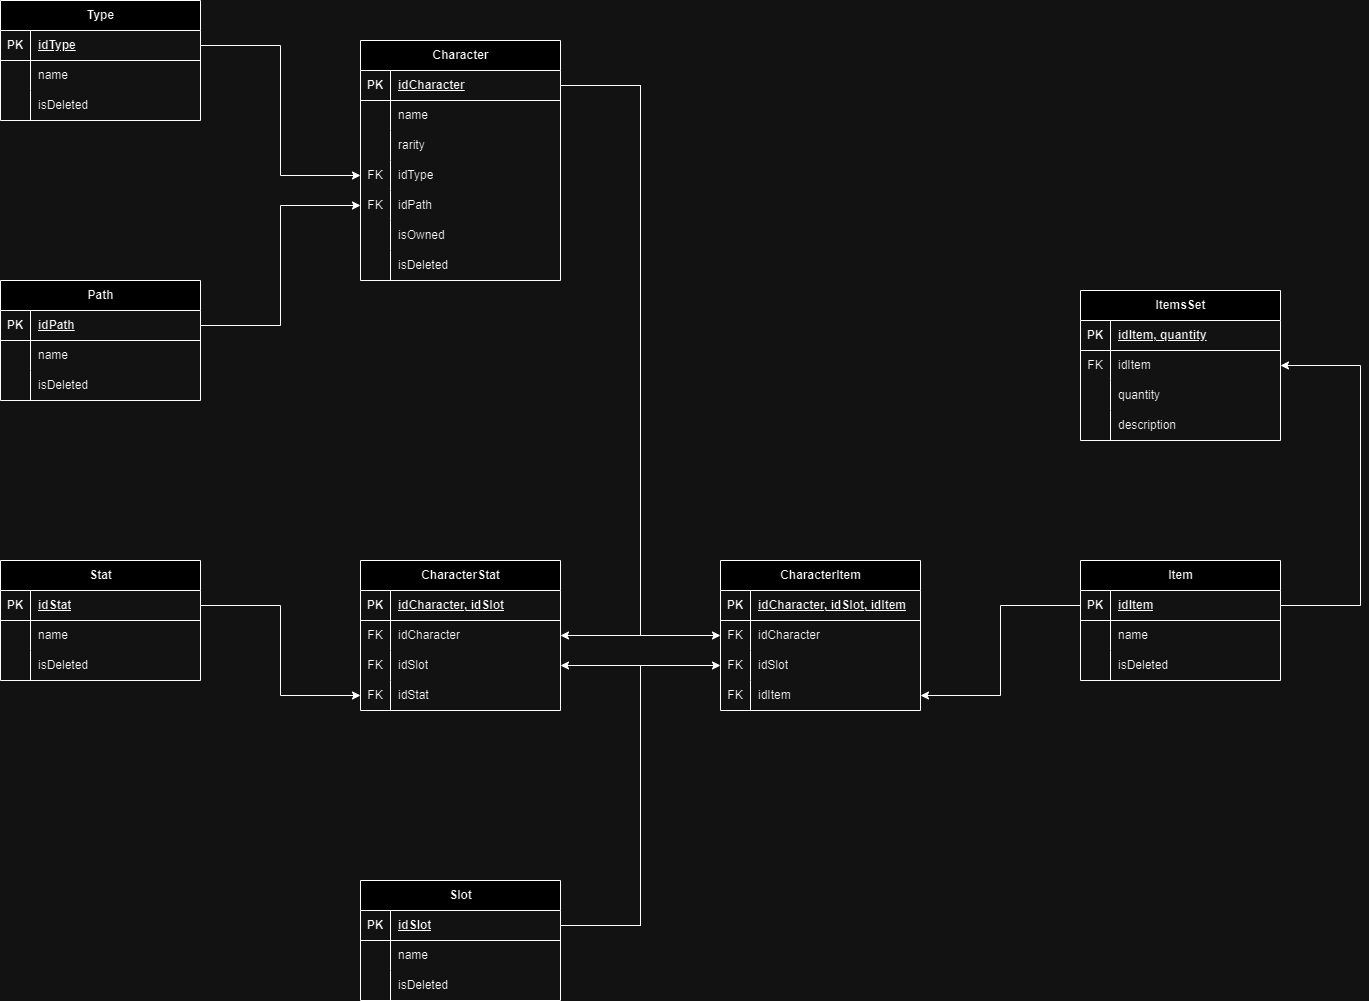 Type
PK idType
name
isDeleted
Character
PK idCharacter
name
rarity
FK idType
FK idPath
isOwned
isDeleted
Path
PK idPath
name
isDeleted
ItemsSet
PK idItem, quantity
FK idItem
quantity
description
Stat
PK idStat
name
isDeleted
CharacterStat
PK idCharacter, idSlot
FK idCharacter
FK idSlot
FK idStat
CharacterItem
PK idCharacter, idSlot, idItem
FK idCharacter
FK idSlot
FK idItem
Item
PK idItem
name
isDeleted
Slot
PK idSlot
name
isDeleted